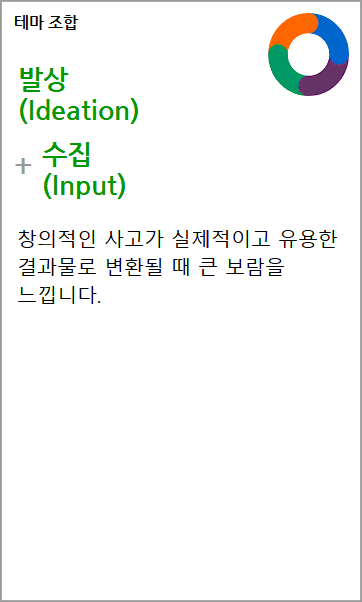 테마 조합
발상
(Ideation)
+ 수집
(Input)
창의적인 사고가 실제적이고 유용한
결과물로 변환될 때 큰 보람을
느낍니다.